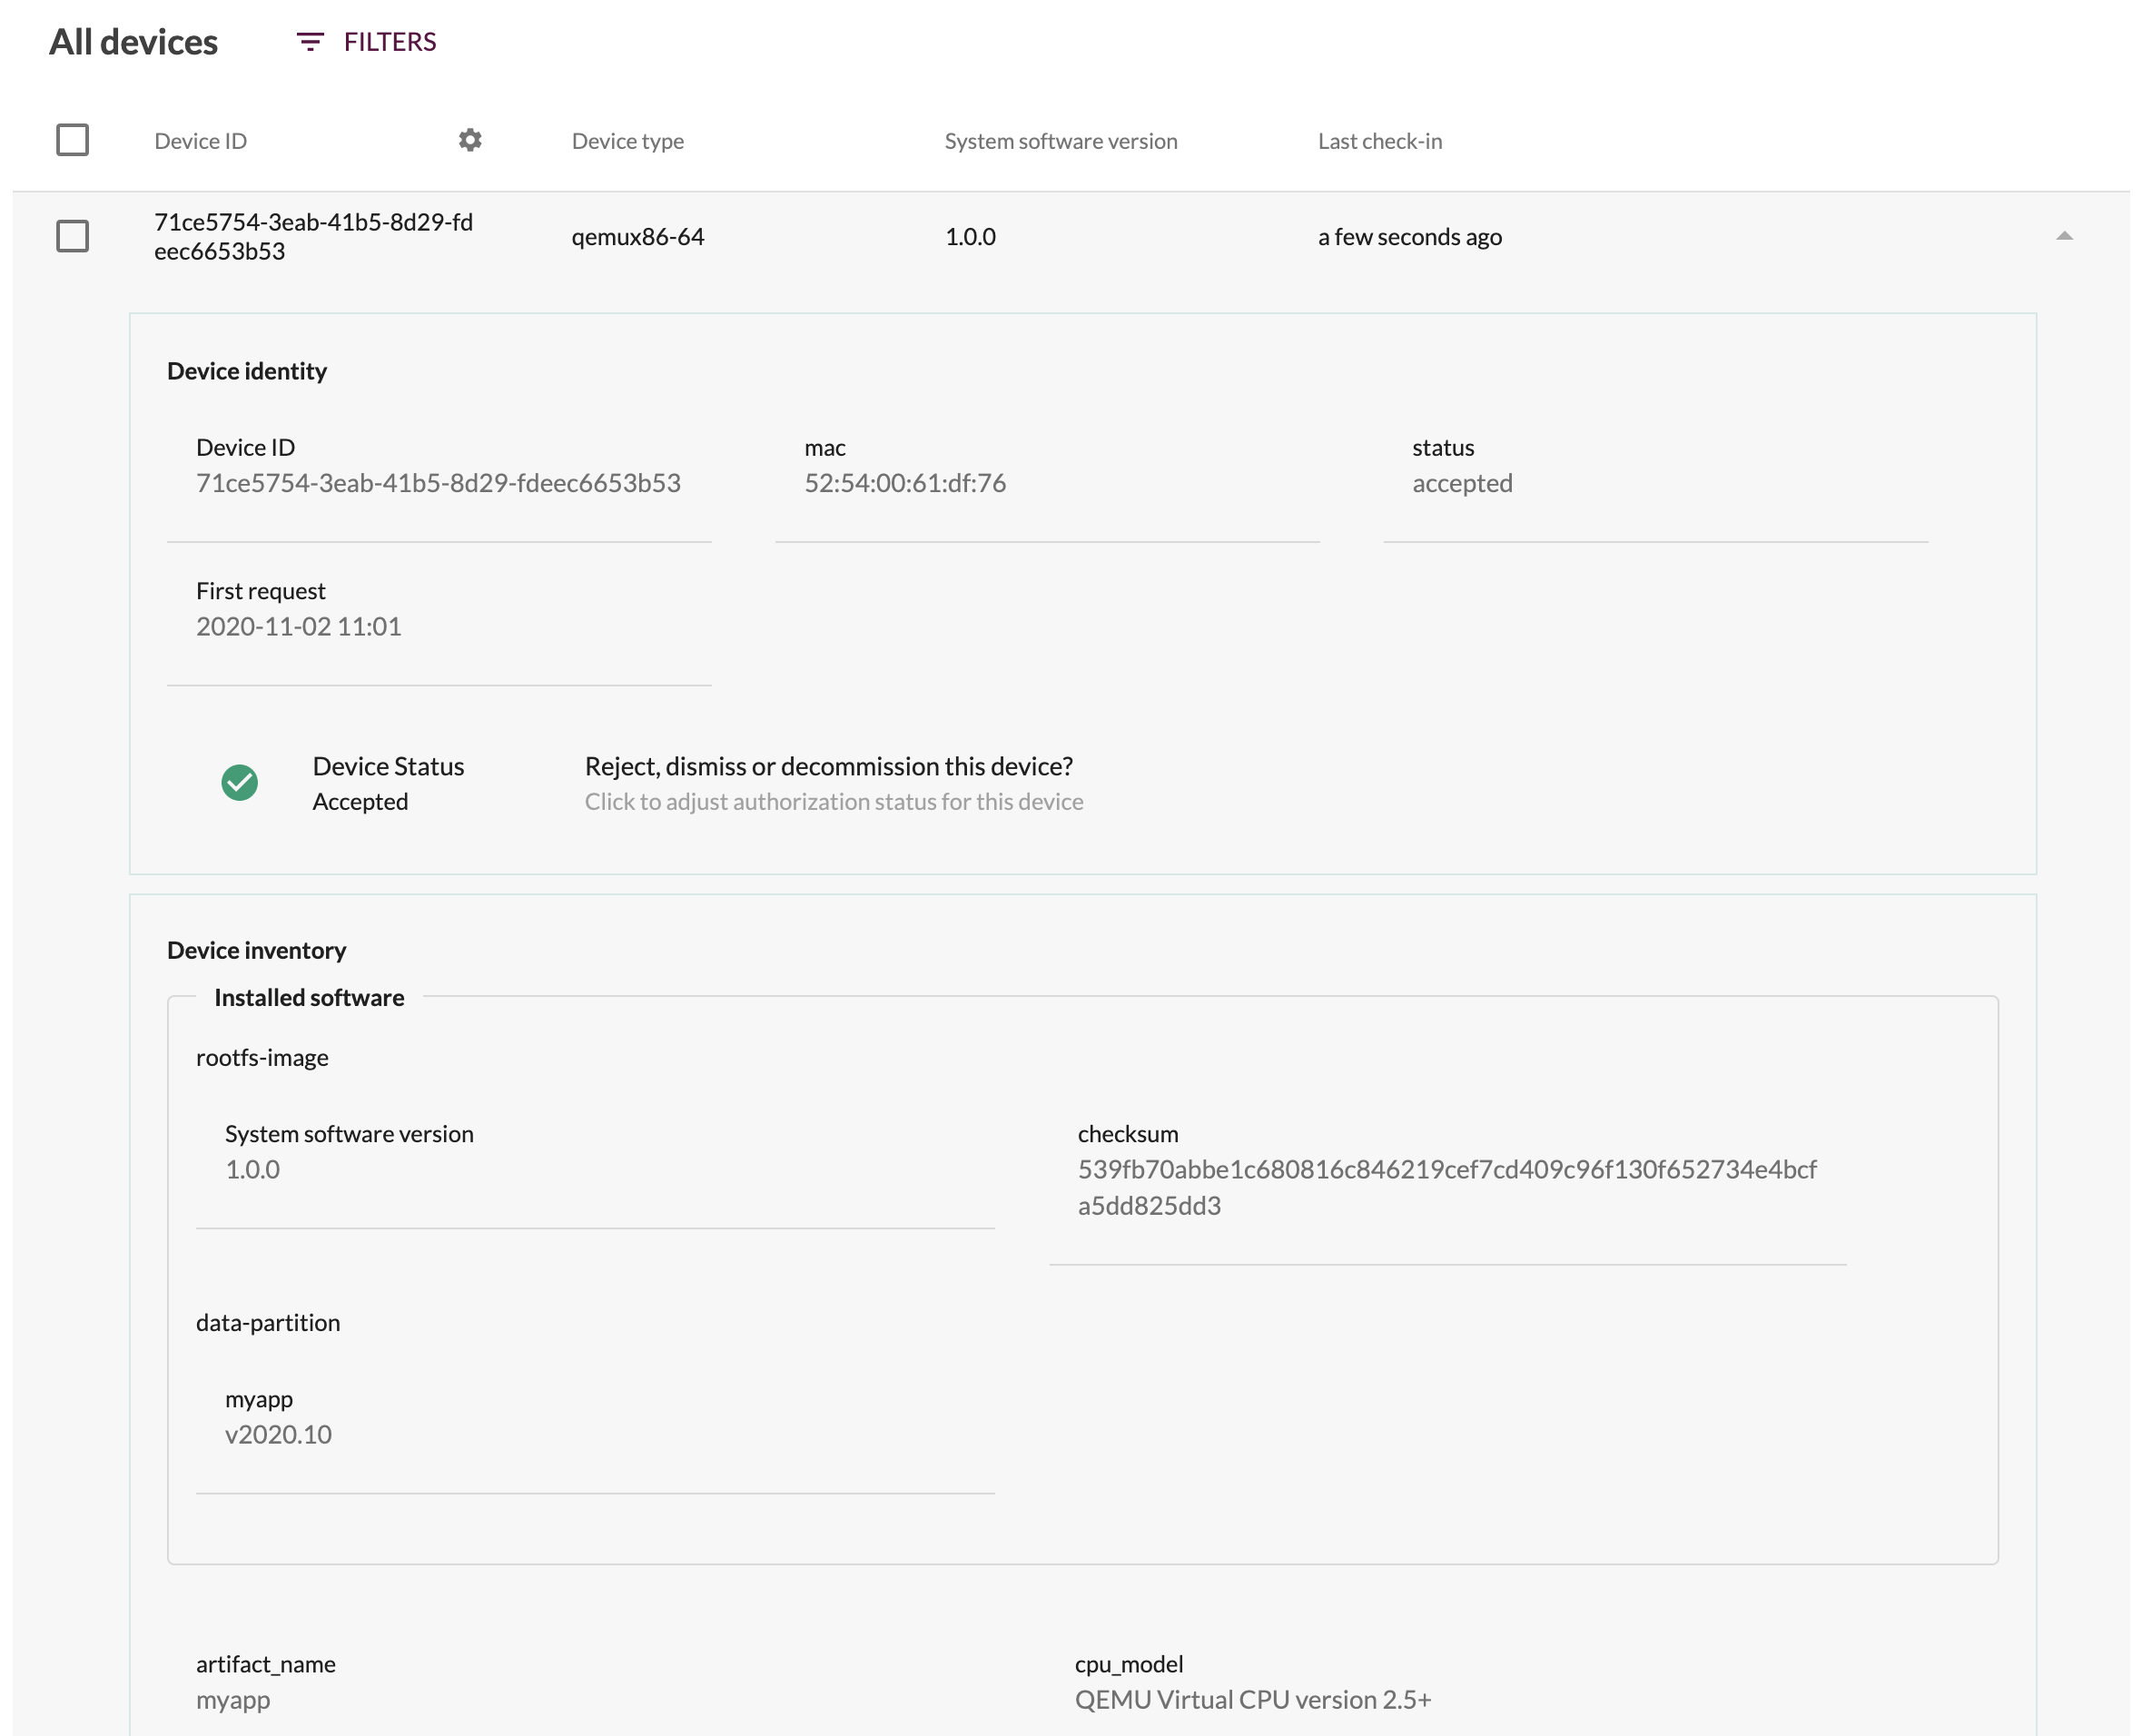 All devices
FILTERS
Device ID
Device type
System software version
Last check-in
71ce5754-3eab-41b5-8d29-fd
eec6653b53
qemux86-64
1.0.0
a few seconds ago
Device identity
Device ID
71ce5754-3eab-41b5-8d29-fdeec6653b53
mac
52:54:00:61:df:76
status
accepted
First request
2020-11-02 11:01
Device Status
Accepted
Reject, dismiss or decommission this device?
Click to adjust authorization status for this device
Device inventory
Installed software
rootfs-image
System software version
1.0.0
checksum
539fb70abbe1c680816c846219cef7cd409c96f130f652734e4bcf
a5dd825dd3
data-partition
myapp
v2020.10
artifact_name
myapp
cpu_model
QEMU Virtual CPU version 2.5+